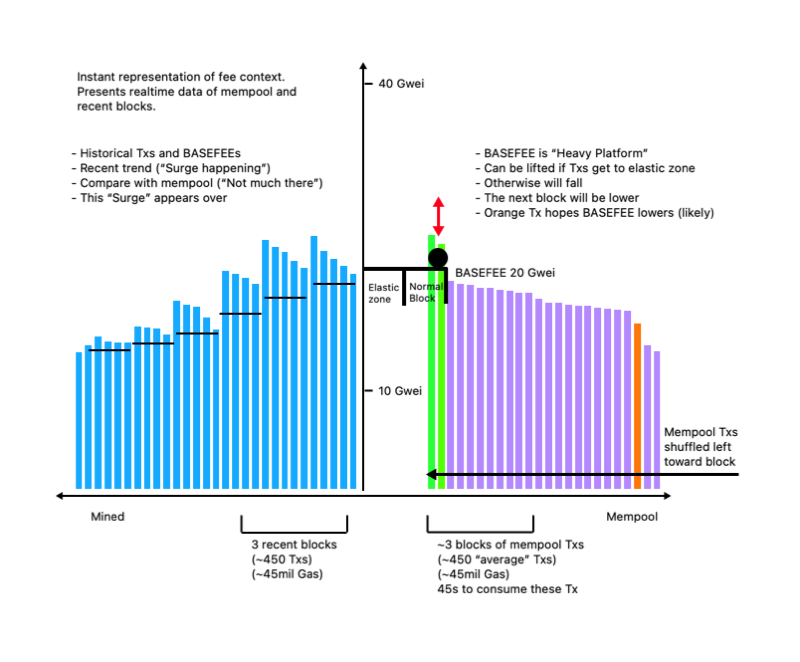 Instant representation of fee context.
Presents realtime data of mempool and
recent blocks.
40 Gwei
- Historical Txs and BASEFEEs
- Recent trend (“Surge happening”)
- Compare with mempool (“Not much there”)
- This “Surge” appears over
- BASEFEE is “Heavy Platform”
- Can be lifted if Txs get to elastic zone
- Otherwise will fall
- The next block will be lower
- Orange Tx hopes BASEFEE lowers (likely)
BASEFEE 20 Gwei
Elastic
zone
Normal
Block
10 Gwei
Mempool Txs
shuffled left
toward block
Mined
Mempool
3 recent blocks
(~450 Txs)
(~45mil Gas)
~3 blocks of mempool Txs
(~450 “average” Txs)
(~45mil Gas)
45s to consume these Tx